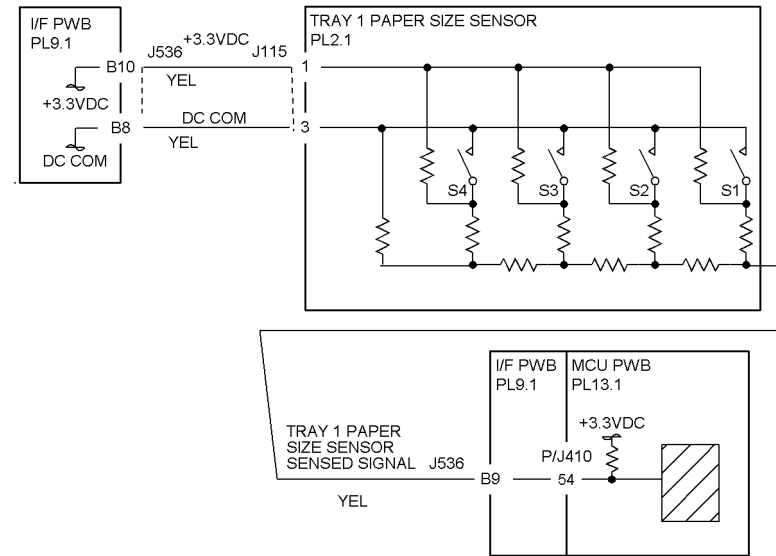 I/F PWB
PL9.1
J536
+3.3VDC
J115
TRAY 1 PAPER SIZE SENSOR
PL2.1
B10
YEL
1
+3.3VDC
B8
DC COM
3
YEL
DC COM
S4
S3
S2
S1
I/F PWB
PL9.1
MCU PWB
PL13.1
+3.3VDC
TRAY 1 PAPER
SIZE SENSOR
SENSED SIGNAL
J536
P/J410
B9
54
YEL